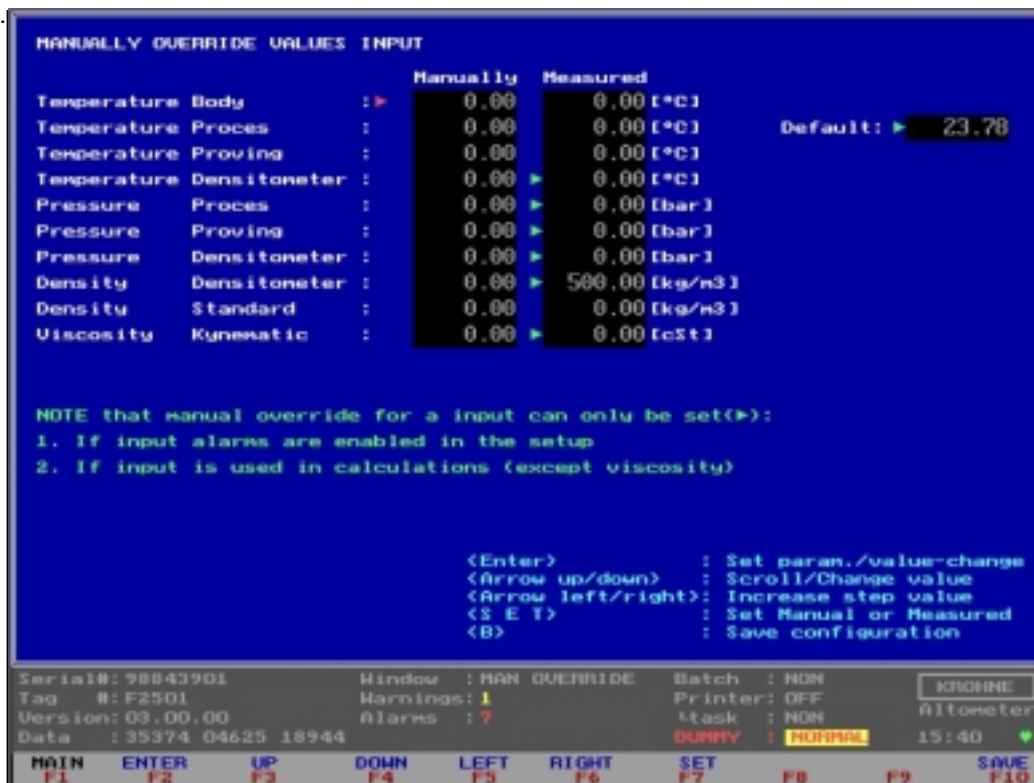 MANUALLY OVERRIDE VALUES INPUT
Manually Measured
Temperature Body :► 0.00 0.00 [°C]
Temperature Proces : 0.00 0.00 [°C] Default: ► 23.78
Temperature Proving : 0.00 0.00 [°C]
Temperature Densitometer : 0.00 ► 0.00 [°C]
Pressure Proces : 0.00 ► 0.00 [bar]
Pressure Proving : 0.00 ► 0.00 [bar]
Pressure Densitometer : 0.00 ► 0.00 [bar]
Density Densitometer : 0.00 ► 500.00 [kg/m3]
Density Standard : 0.00 0.00 [kg/m3]
Viscosity Kynematic : 0.00 ► 0.00 [cSt]
NOTE that manual override for a input can only be set(►):
1. If input alarms are enabled in the setup
2. If input is used in calculations (except viscosity)
<Enter> : Set param./value-change
<Arrow up/down> : Scroll/Change value
<Arrow left/right>: Increase step value
<S E T> : Set Manual or Measured
<B> : Save configuration
Serial#: 98843901 Window : MAN OVERRIDE Batch : NON KROHNE
Tag #: F2501 Warnings: 1 Printer: OFF Altometer
Version: 03.00.00 Alarms : 7 task : NON
Data : 35374 04625 18944 DUMMY : NORMAL 15:40 ♥
MAIN ENTER UP DOWN LEFT RIGHT SET SAVE
F1 F2 F3 F4 F5 F6 F7 F8 F9 F10